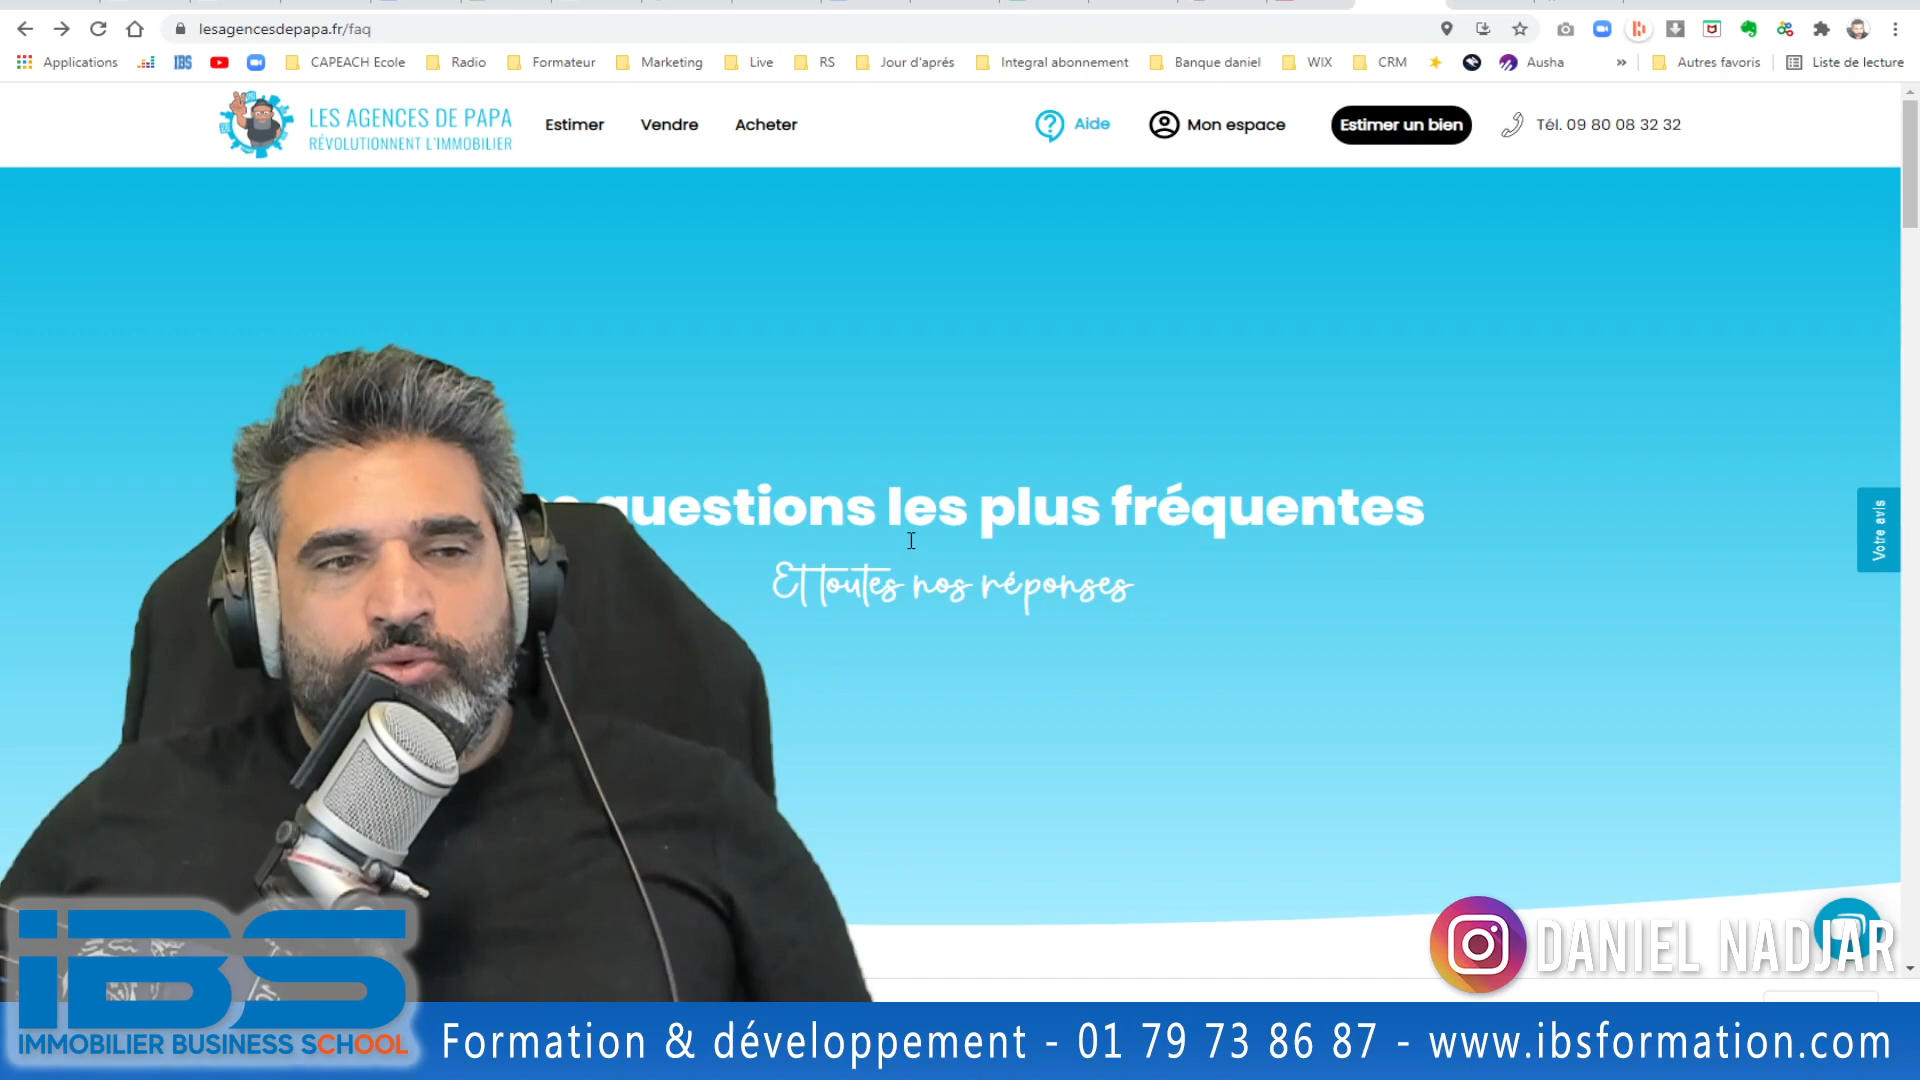 lesagencesdepapa.fr/faq
Applications IBS CAPEACH Ecole Radio Formateur Marketing Live RS Jour d'aprés Integral abonnement Banque daniel WIX CRM Ausha » Autres favoris Liste de lecture
LES AGENCES DE PAPA
RÉVOLUTIONNENT L'IMMOBILIER
Estimer Vendre Acheter Aide Mon espace Estimer un bien Tél. 09 80 08 32 32
questions les plus fréquentes
Et toutes nos réponses
Votre avis
DANIEL NADJAR
IBS
IMMOBILIER BUSINESS SCHOOL
Formation & développement - 01 79 73 86 87 - www.ibsformation.com